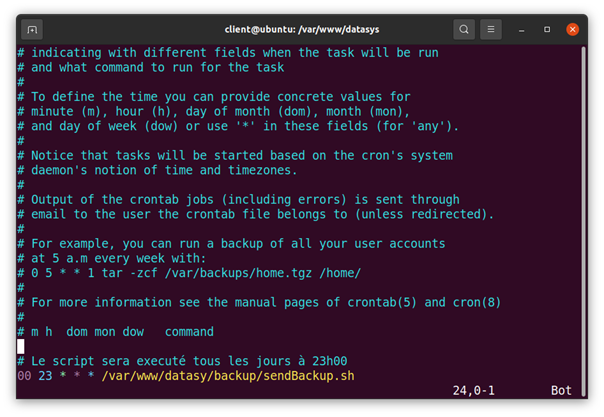 client@ubuntu: /var/www/datasys
# indicating with different fields when the task will be run
# and what command to run for the task
#
# To define the time you can provide concrete values for
# minute (m), hour (h), day of month (dom), month (mon),
# and day of week (dow) or use '*' in these fields (for 'any').
#
# Notice that tasks will be started based on the cron's system
# daemon's notion of time and timezones.
#
# Output of the crontab jobs (including errors) is sent through
# email to the user the crontab file belongs to (unless redirected).
#
# For example, you can run a backup of all your user accounts
# at 5 a.m every week with:
# 0 5 * * 1 tar -zcf /var/backups/home.tgz /home/
#
# For more information see the manual pages of crontab(5) and cron(8)
#
# m h  dom mon dow   command
# Le script sera executé tous les jours à 23h00
00 23 * * * /var/www/datasy/backup/sendBackup.sh
24,0-1 Bot